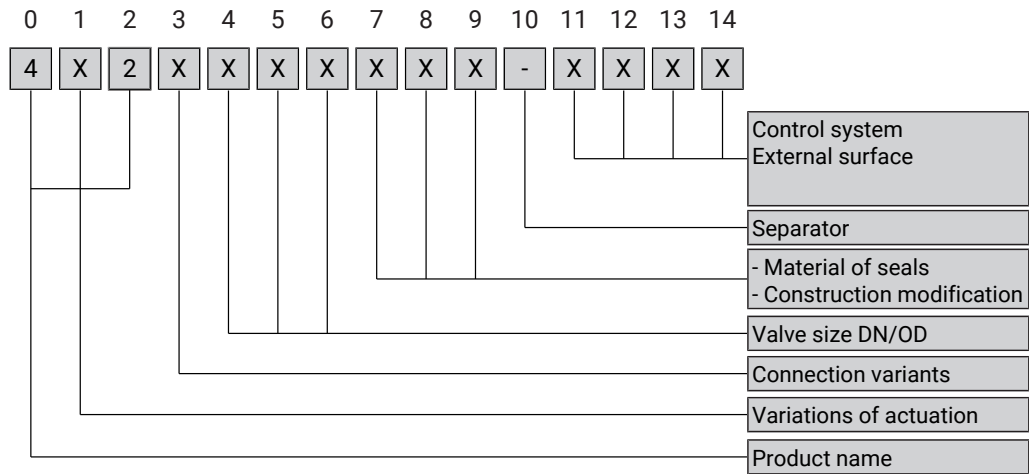 0 1 2 3 4 5 6 7 8 9 10 11 12 13 14
4 X 2 X X X X X X X - X X X X
Control system
External surface
Separator
- Material of seals
- Construction modification
Valve size DN/OD
Connection variants
Variations of actuation
Product name